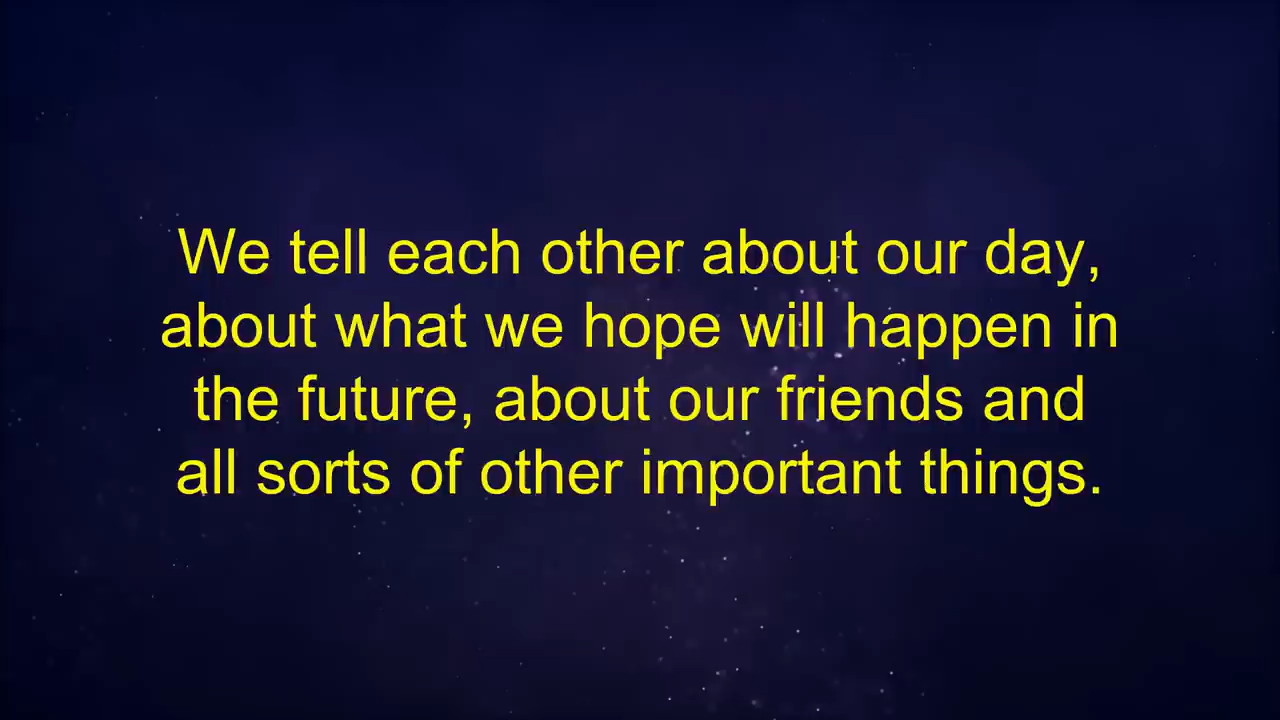 We tell each other about our day,
about what we hope will happen in
the future, about our friends and
all sorts of other important things.